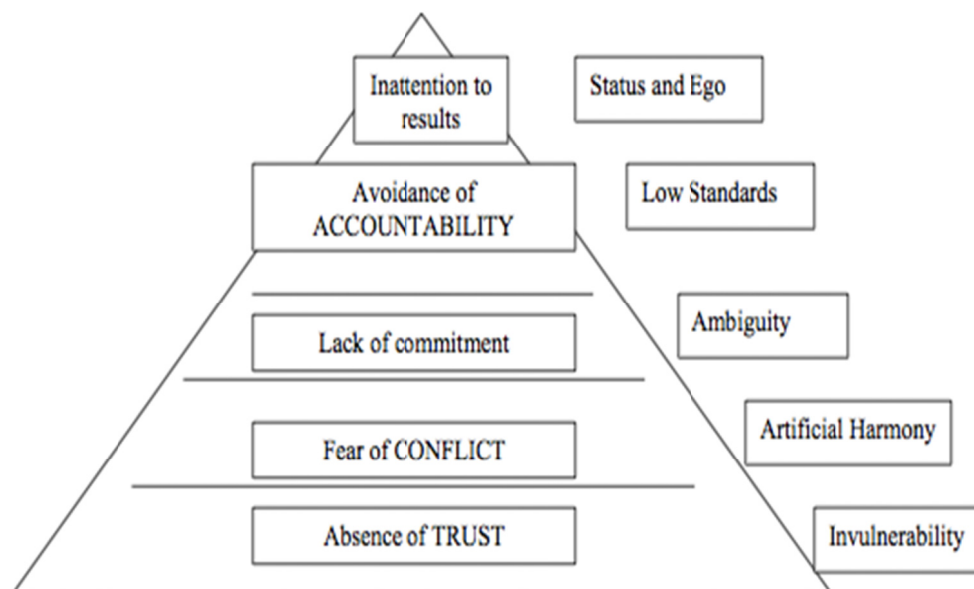 Inattention to
results
Status and Ego
Avoidance of
ACCOUNTABILITY
Low Standards
Ambiguity
Lack of commitment
Artificial Harmony
Fear of CONFLICT
Absence of TRUST
Invulnerability